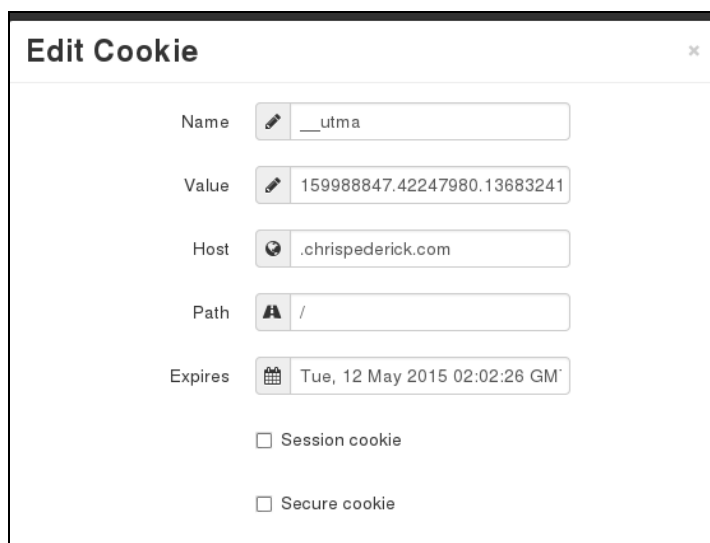 Edit Cookie
×
Name __utma
Value 159988847.42247980.13683241
Host .chrispederick.com
Path /
Expires Tue, 12 May 2015 02:02:26 GM
Session cookie
Secure cookie